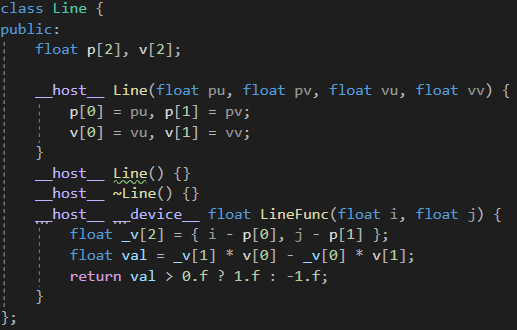 class Line {
public:
    float p[2], v[2];

    __host__ Line(float pu, float pv, float vu, float vv) {
        p[0] = pu, p[1] = pv;
        v[0] = vu, v[1] = vv;
    }
    __host__ Line() {}
    __host__ ~Line() {}
    __host__ __device__ float LineFunc(float i, float j) {
        float _v[2] = { i - p[0], j - p[1] };
        float val = _v[1] * v[0] - _v[0] * v[1];
        return val > 0.f ? 1.f : -1.f;
    }
};